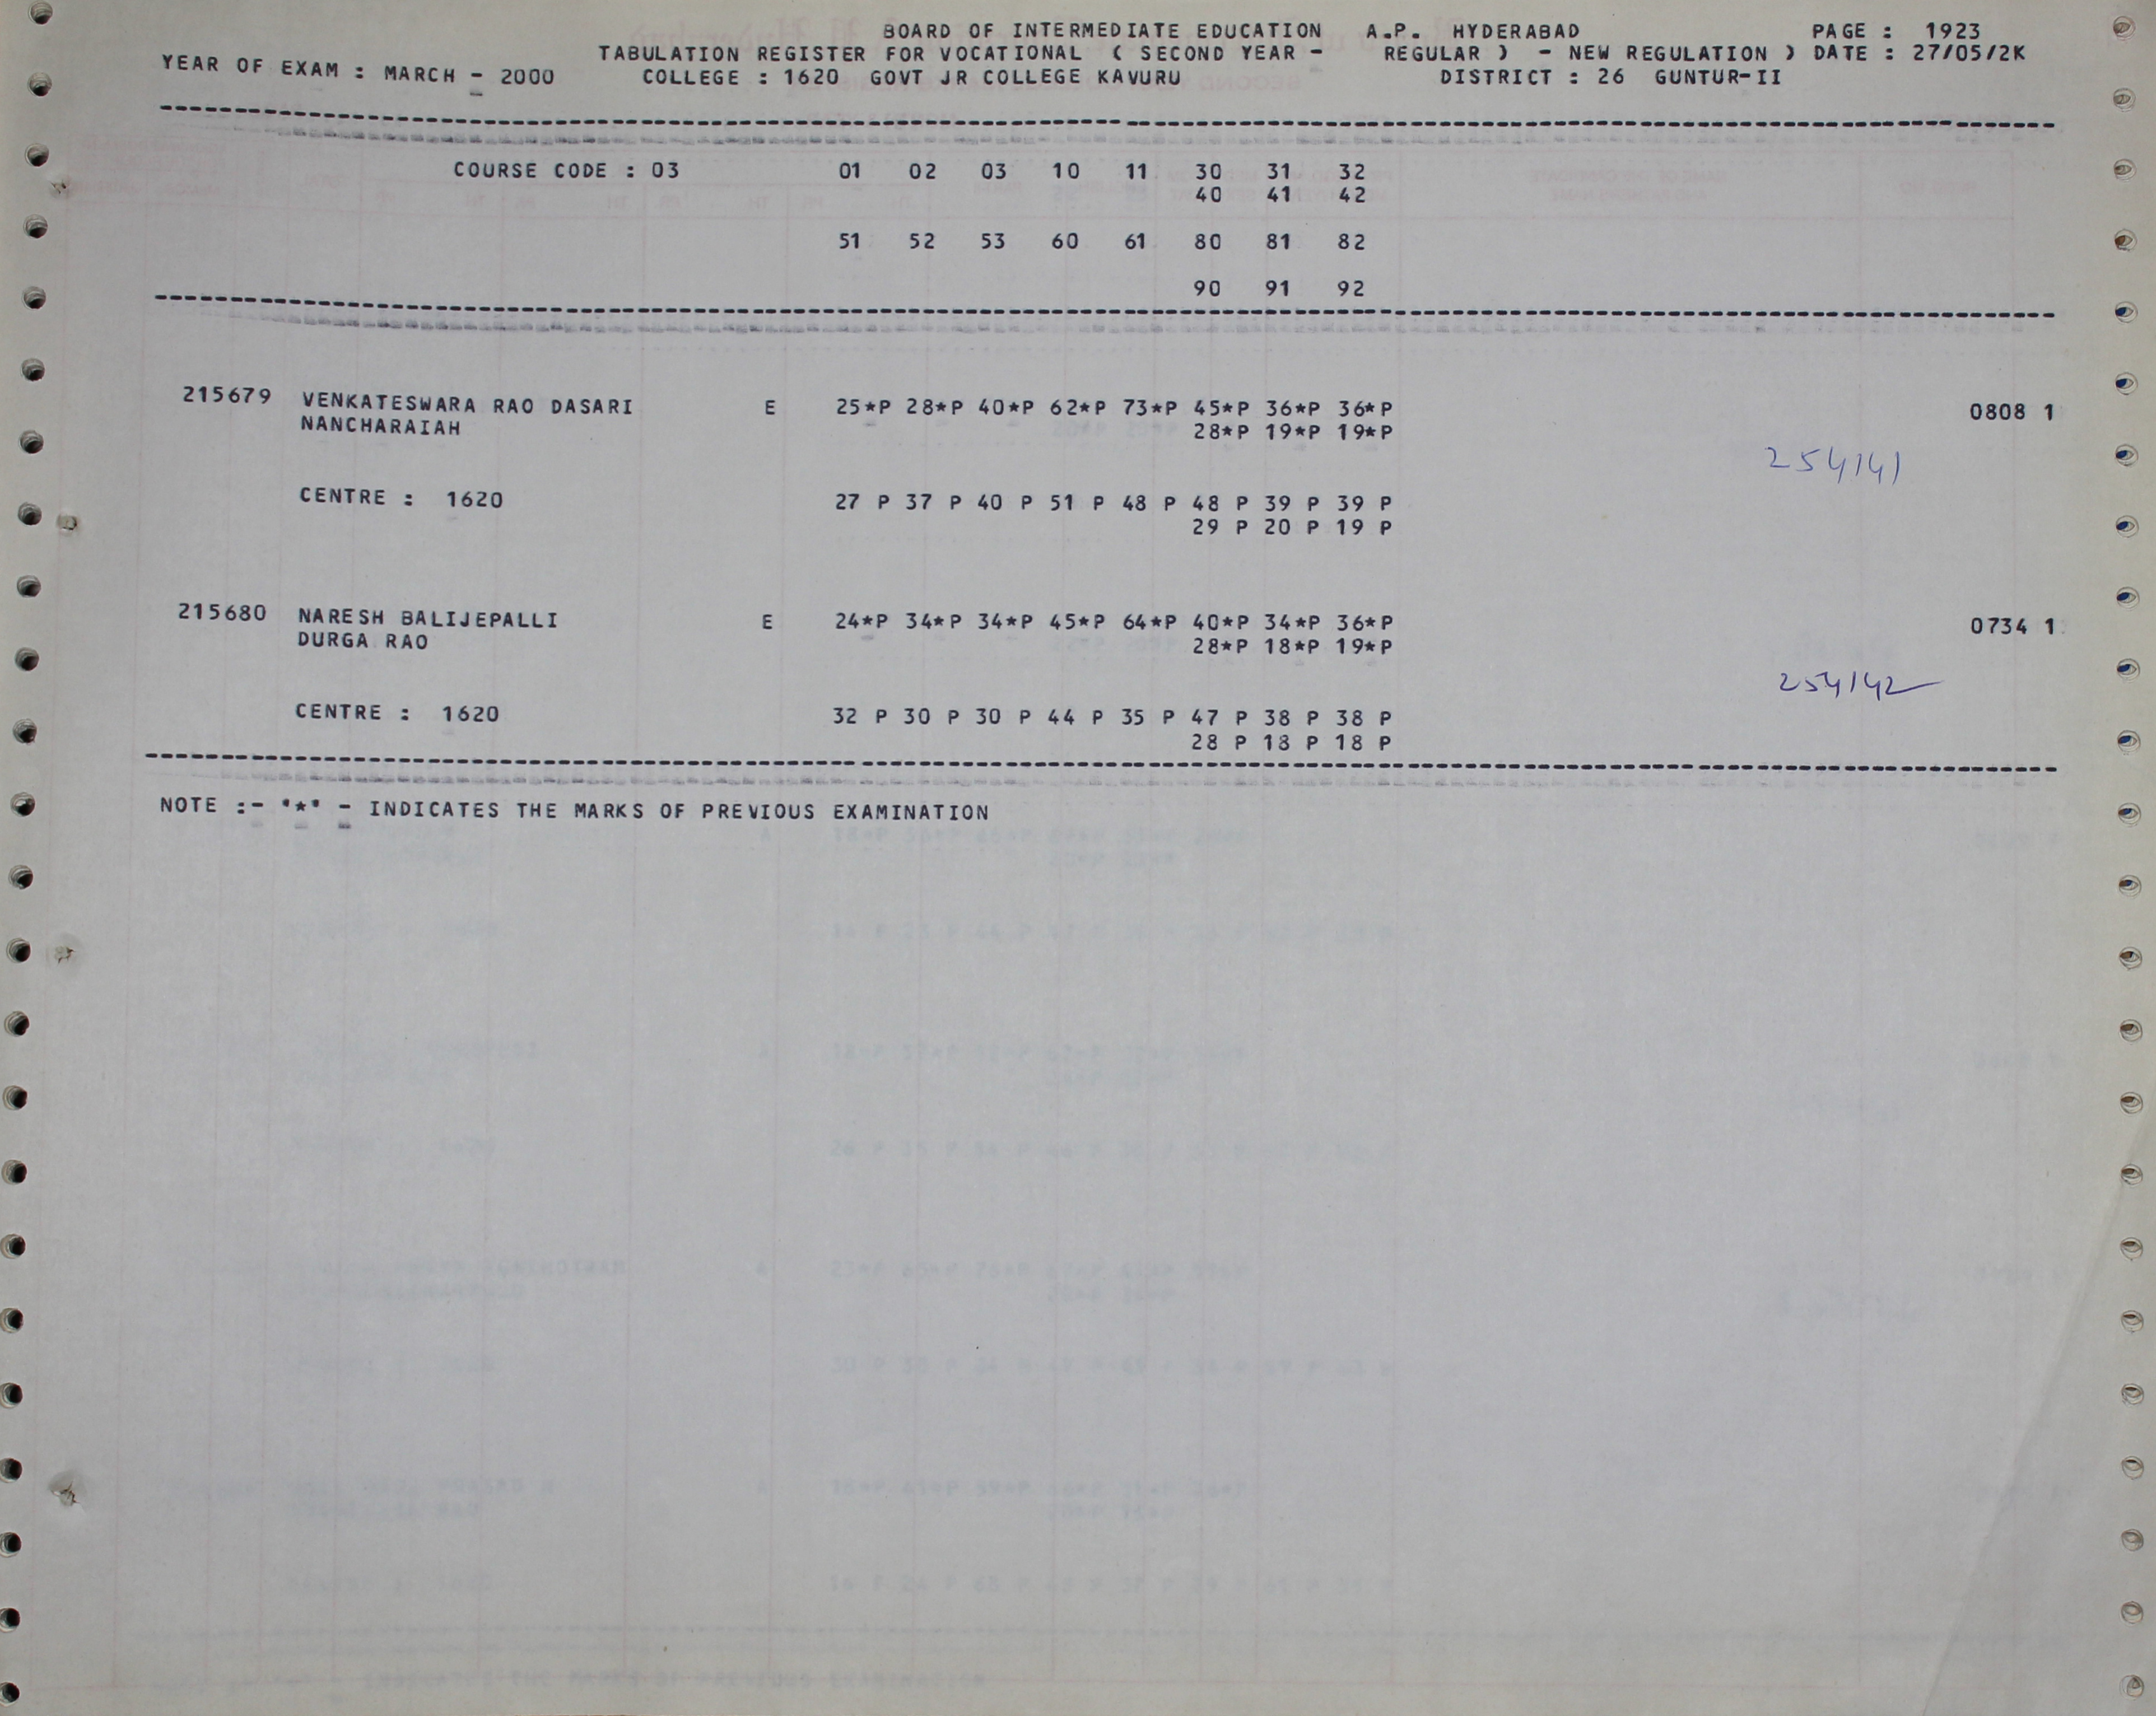 BOARD OF INTERMEDIATE EDUCATION A.P. HYDERABAD PAGE : 1923
TABULATION REGISTER FOR VOCATIONAL ( SECOND YEAR - REGULAR ) - NEW REGULATION ) DATE : 27/05/2K
YEAR OF EXAM : MARCH - 2000 COLLEGE : 1620 GOVT JR COLLEGE KAVURU DISTRICT : 26 GUNTUR-II
COURSE CODE : 03 01 02 03 10 11 30 31 32
40 41 42
51 52 53 60 61 80 81 82
90 91 92
215679 VENKATESWARA RAO DASARI E 25*P 28*P 40*P 62*P 73*P 45*P 36*P 36*P 0808 1
NANCHARAIAH 28*P 19*P 19*P
254141
CENTRE : 1620 27 P 37 P 40 P 51 P 48 P 48 P 39 P 39 P
29 P 20 P 19 P
215680 NARESH BALIJEPALLI E 24*P 34*P 34*P 45*P 64*P 40*P 34*P 36*P 0734 1
DURGA RAO 28*P 18*P 19*P
254142
CENTRE : 1620 32 P 30 P 30 P 44 P 35 P 47 P 38 P 38 P
28 P 18 P 18 P
NOTE :- "*" - INDICATES THE MARKS OF PREVIOUS EXAMINATION